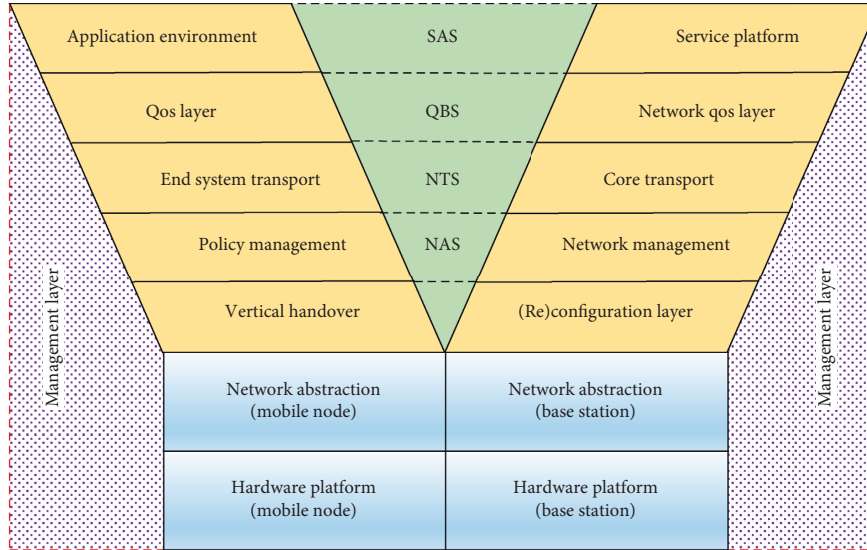 Application environment
SAS
Service platform
Qos layer
QBS
Network qos layer
End system transport
NTS
Core transport
Policy management
NAS
Network management
Vertical handover
(Re)configuration layer
Management layer
Management layer
Network abstraction
(mobile node)
Network abstraction
(base station)
Hardware platform
(mobile node)
Hardware platform
(base station)